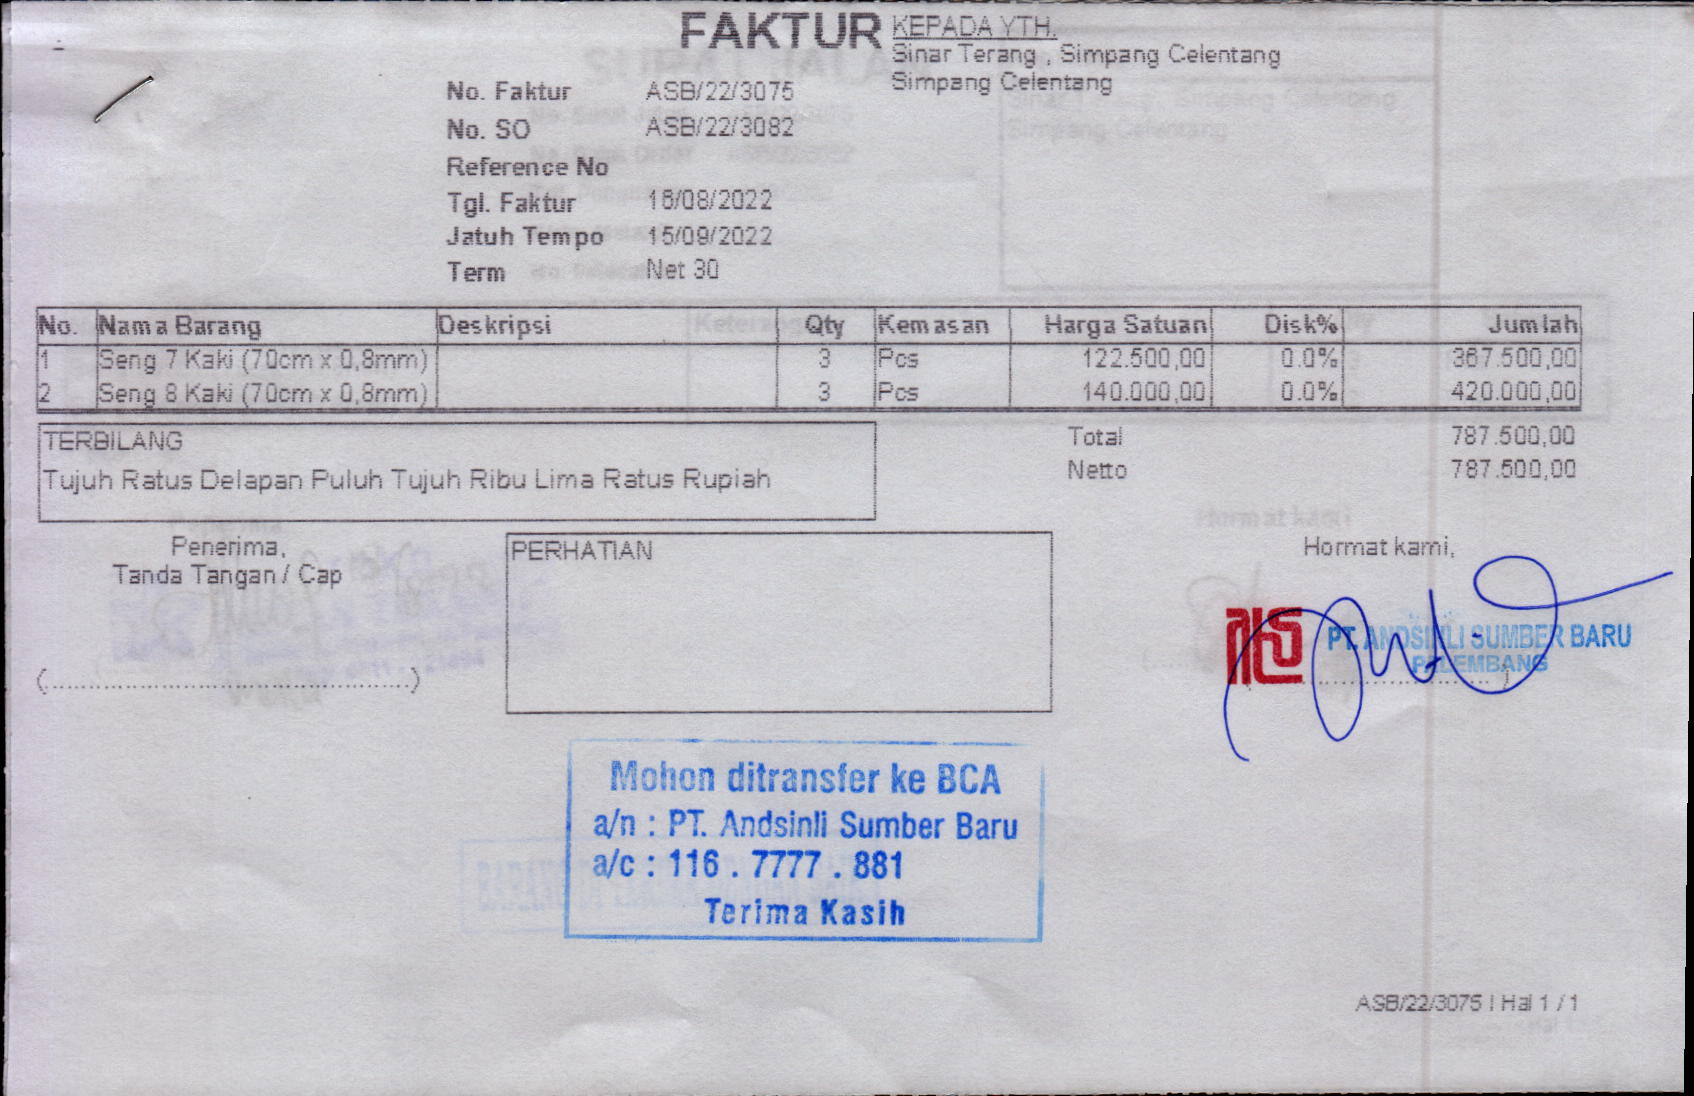 FAKTUR
KEPADA YTH.
Sinar Terang , Simpang Celentang
Simpang Celentang
No. Faktur ASB/22/3075
No. SO ASB/22/3082
Reference No
Tgl. Faktur 16/08/2022
Jatuh Tempo 15/09/2022
Term Net 30
No. Nama Barang Deskripsi Qty Kemasan Harga Satuan Disk% Jumlah
1 Seng 7 Kaki (70cm x 0,8mm) 3 Pcs 122.500,00 0.0% 367.500,00
2 Seng 8 Kaki (70cm x 0,8mm) 3 Pcs 140.000,00 0.0% 420.000,00
TERBILANG
Tujuh Ratus Delapan Puluh Tujuh Ribu Lima Ratus Rupiah
Total 787.500,00
Netto 787.500,00
Penerima,
Tanda Tangan / Cap
(..........................................................)
PERHATIAN
Hormat kami,
PT. ANDSINLI SUMBER BARU
PALEMBANG
Mohon ditransfer ke BCA
a/n : PT. Andsinli Sumber Baru
a/c : 116 . 7777 . 881
Terima Kasih
ASB/22/3075 | Hal 1 / 1